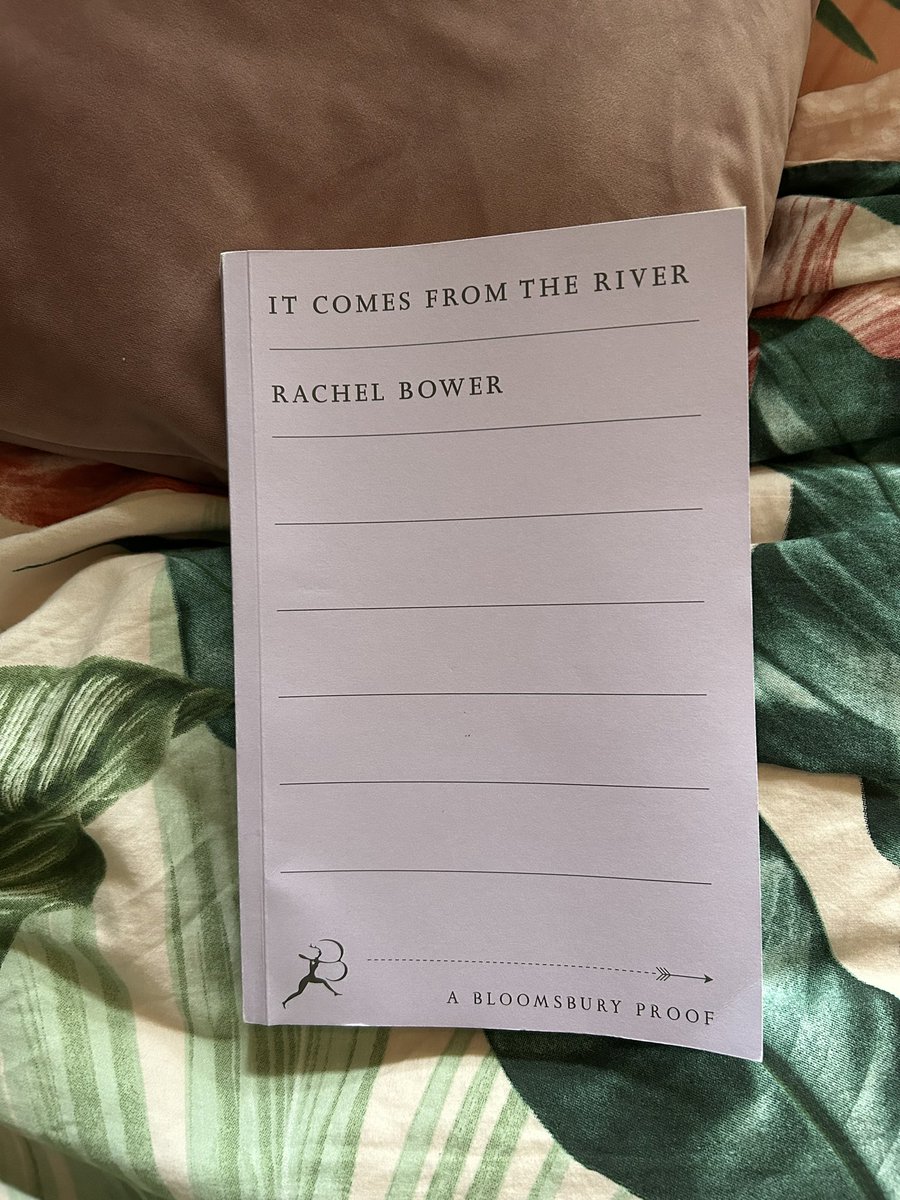 IT COMES FROM THE RIVER
RACHEL BOWER
A BLOOMSBURY PROOF